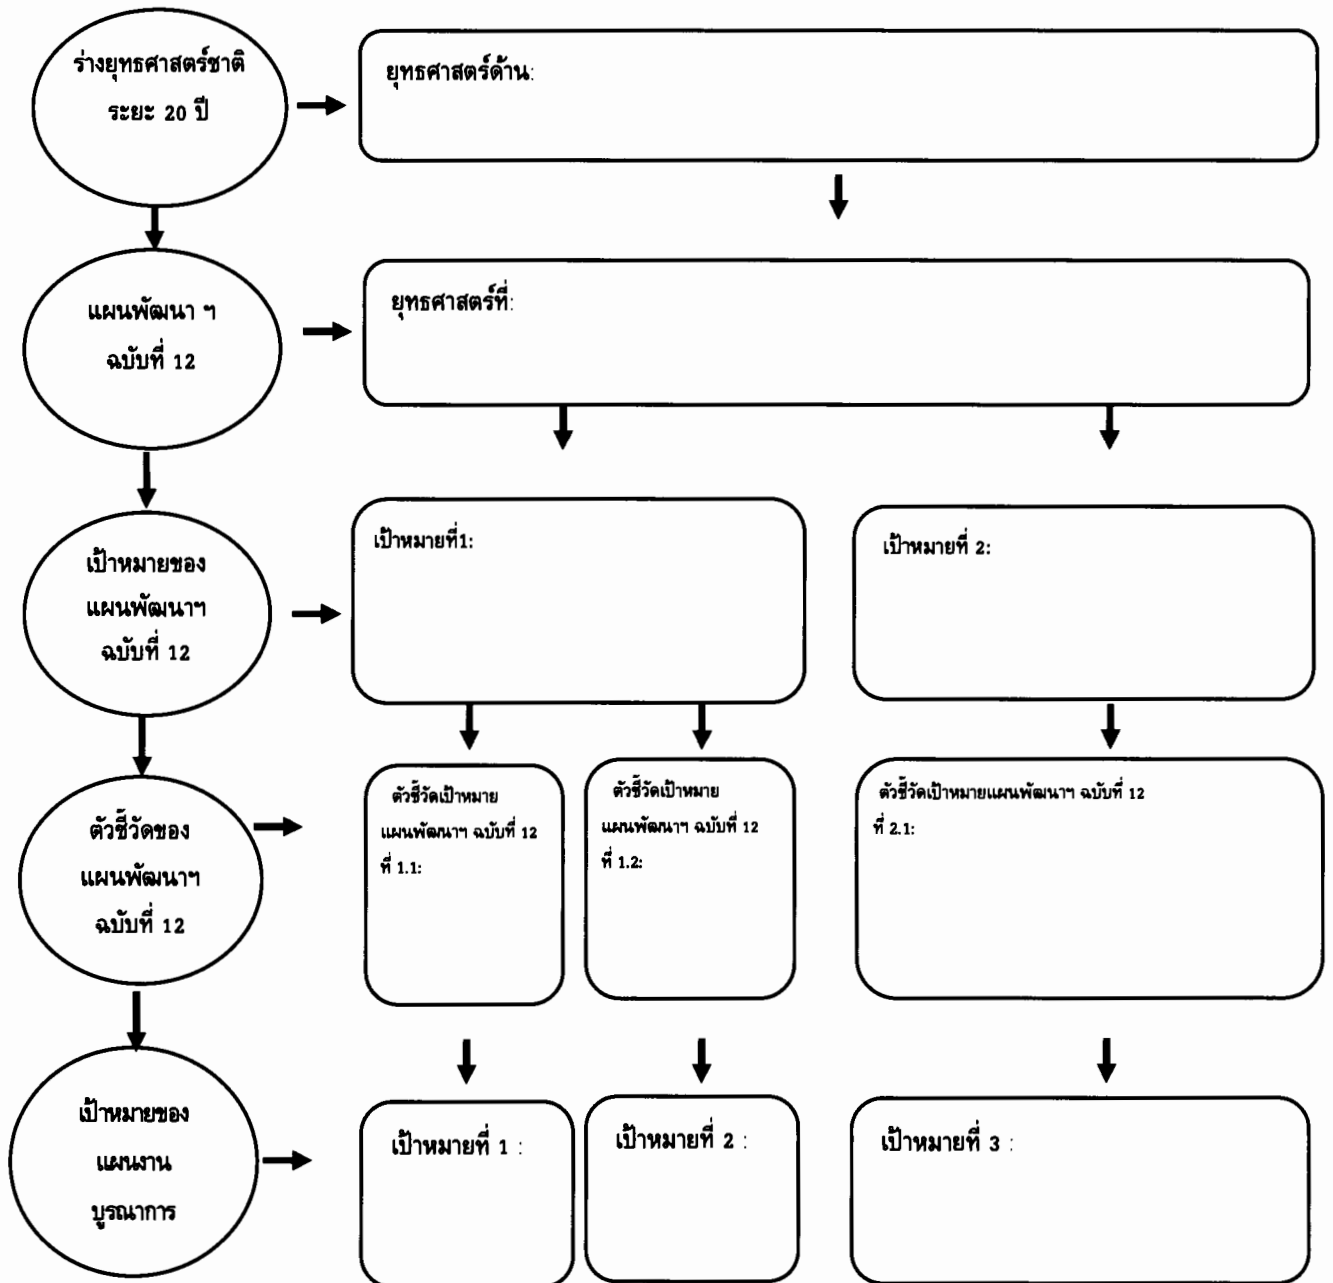 ร่างยุทธศาสตร์ชาติ
ระยะ 20 ปี
ยุทธศาสตร์ด้าน:
แผนพัฒนา ฯ
ฉบับที่ 12
ยุทธศาสตร์ที่:
เป้าหมายของ
แผนพัฒนาฯ
ฉบับที่ 12
เป้าหมายที่1:
เป้าหมายที่ 2:
ตัวชี้วัดของ
แผนพัฒนาฯ
ฉบับที่ 12
ตัวชี้วัดเป้าหมาย
แผนพัฒนาฯ ฉบับที่ 12
ที่ 1.1:
ตัวชี้วัดเป้าหมาย
แผนพัฒนาฯ ฉบับที่ 12
ที่ 1.2:
ตัวชี้วัดเป้าหมายแผนพัฒนาฯ ฉบับที่ 12
ที่ 2.1:
เป้าหมายของ
แผนงาน
บูรณาการ
เป้าหมายที่ 1 :
เป้าหมายที่ 2 :
เป้าหมายที่ 3 :